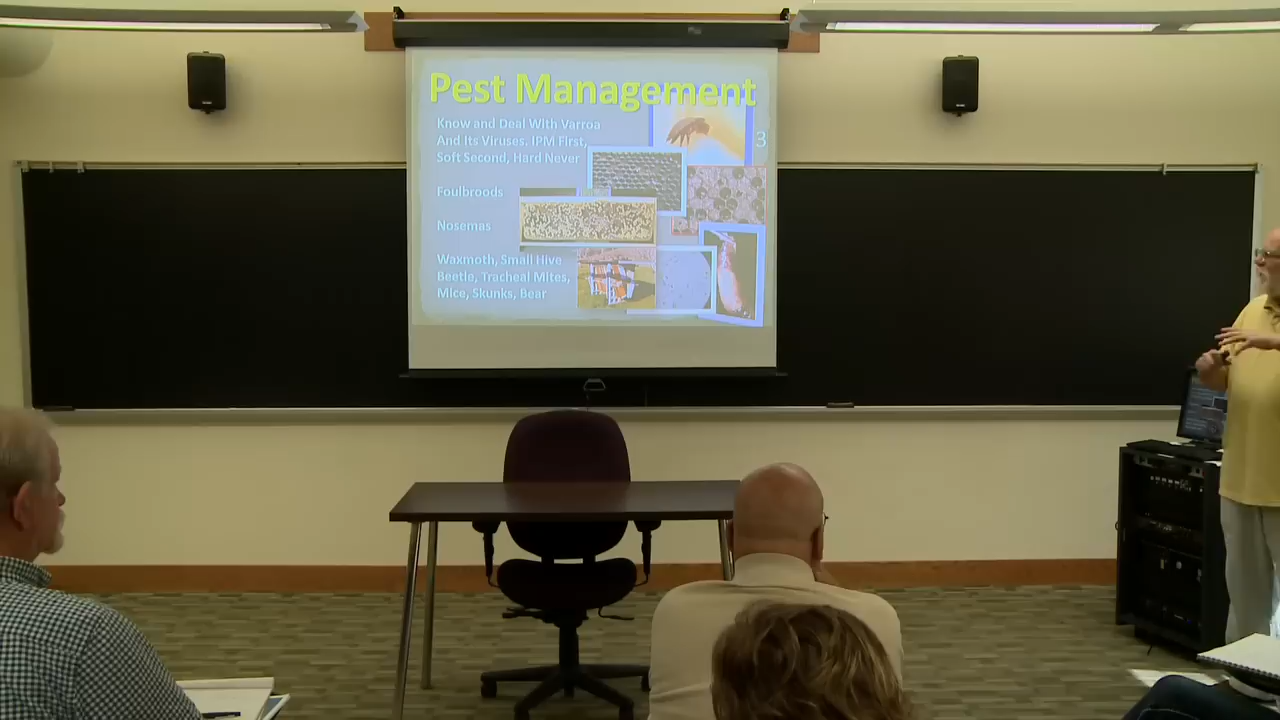 Pest Management
Know and Deal With Varroa
And its Viruses. IPM First,
Soft Second, Hard Never
3
Foulbroods
Nosemas
Waxmoth, Small Hive
Beetle, Tracheal Mites,
Mice, Skunks, Bear